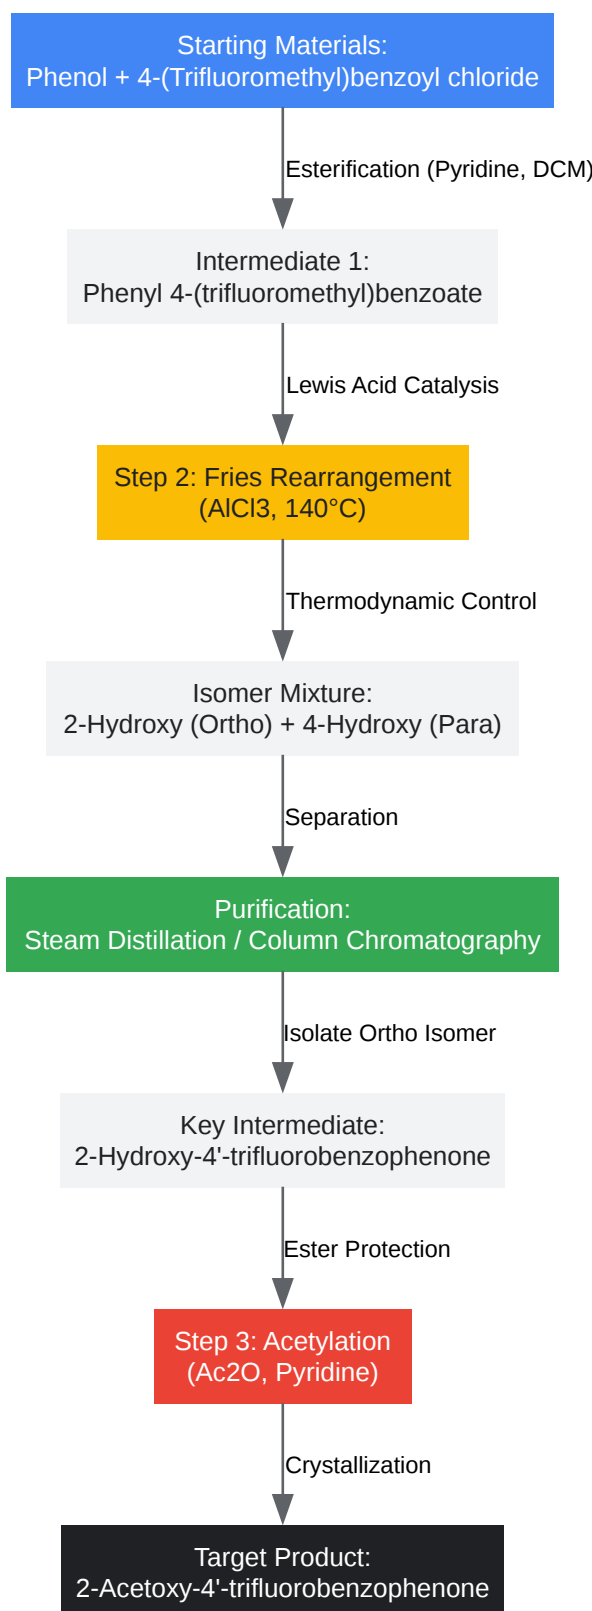 Starting Materials:
Phenol + 4-(Trifluoromethyl)benzoyl chloride
Esterification (Pyridine, DCM)
Intermediate 1:
Phenyl 4-(trifluoromethyl)benzoate
Lewis Acid Catalysis
Step 2: Fries Rearrangement
(AlCl3, 140°C)
Thermodynamic Control
Isomer Mixture:
2-Hydroxy (Ortho) + 4-Hydroxy (Para)
Separation
Purification:
Steam Distillation / Column Chromatography
Isolate Ortho Isomer
Key Intermediate:
2-Hydroxy-4'-trifluorobenzophenone
Ester Protection
Step 3: Acetylation
(Ac2O, Pyridine)
Crystallization
Target Product:
2-Acetoxy-4'-trifluorobenzophenone